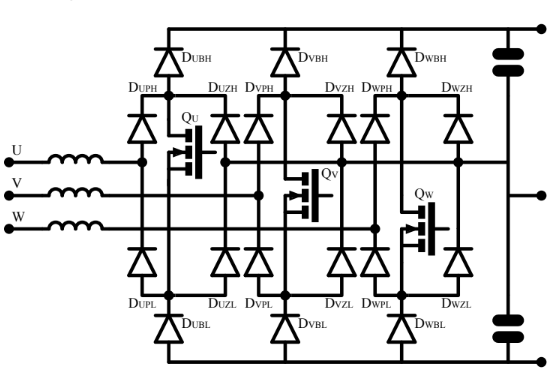 DUBH DVBH DWBH
DUPH DUZH DVPH DVZH DWPH DWZH
QU
U
QV
V
QW
W
DUPL DUZL DVPL DVZL DWPL DWZL
DUBL DVBL DWBL